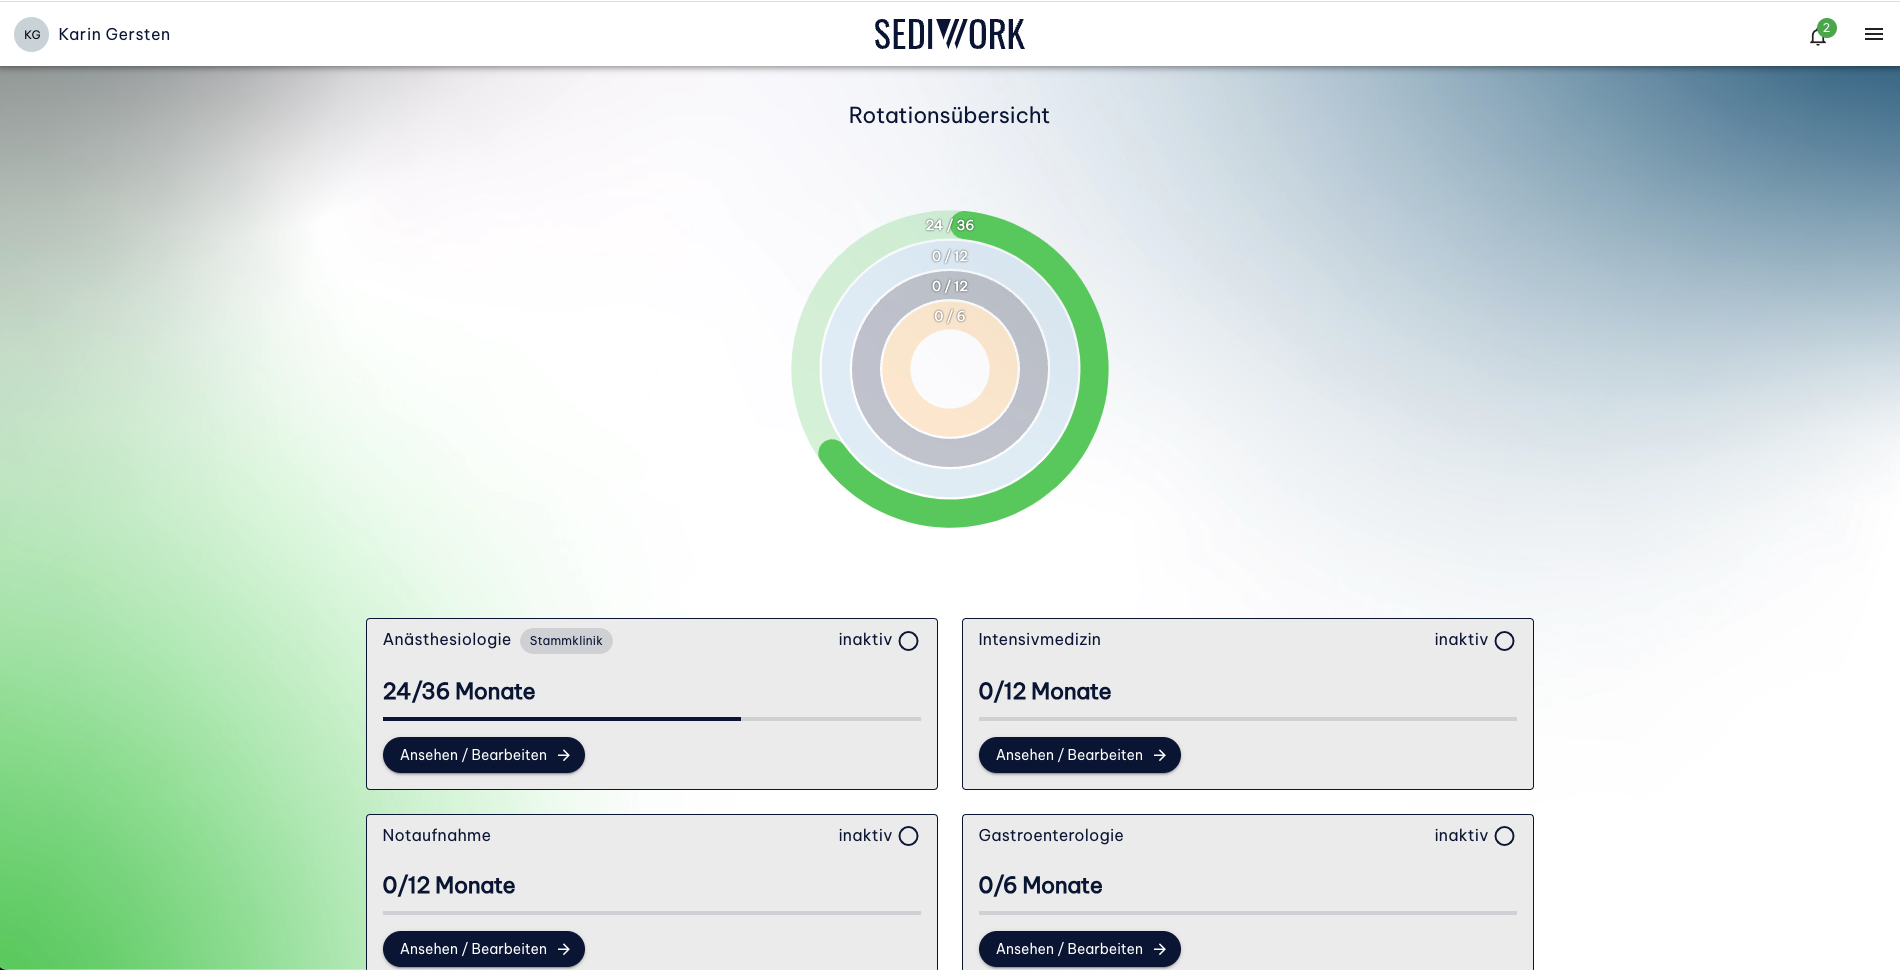 KG Karin Gersten
SEDIWORK
2
Rotationsübersicht
24 / 36
0 / 12
0 / 12
0 / 6
Anästhesiologie Stammklinik inaktiv
24/36 Monate
Ansehen / Bearbeiten
Intensivmedizin inaktiv
0/12 Monate
Ansehen / Bearbeiten
Notaufnahme inaktiv
0/12 Monate
Ansehen / Bearbeiten
Gastroenterologie inaktiv
0/6 Monate
Ansehen / Bearbeiten